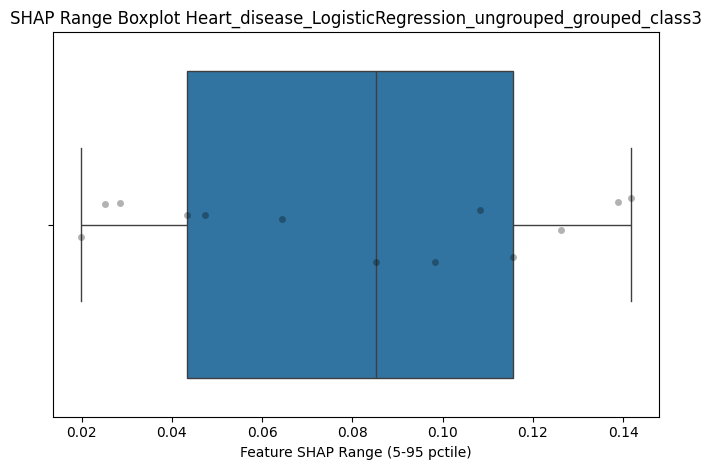 SHAP Range Boxplot Heart_disease_LogisticRegression_ungrouped_grouped_class3
0.02 0.04 0.06 0.08 0.10 0.12 0.14
Feature SHAP Range (5-95 pctile)